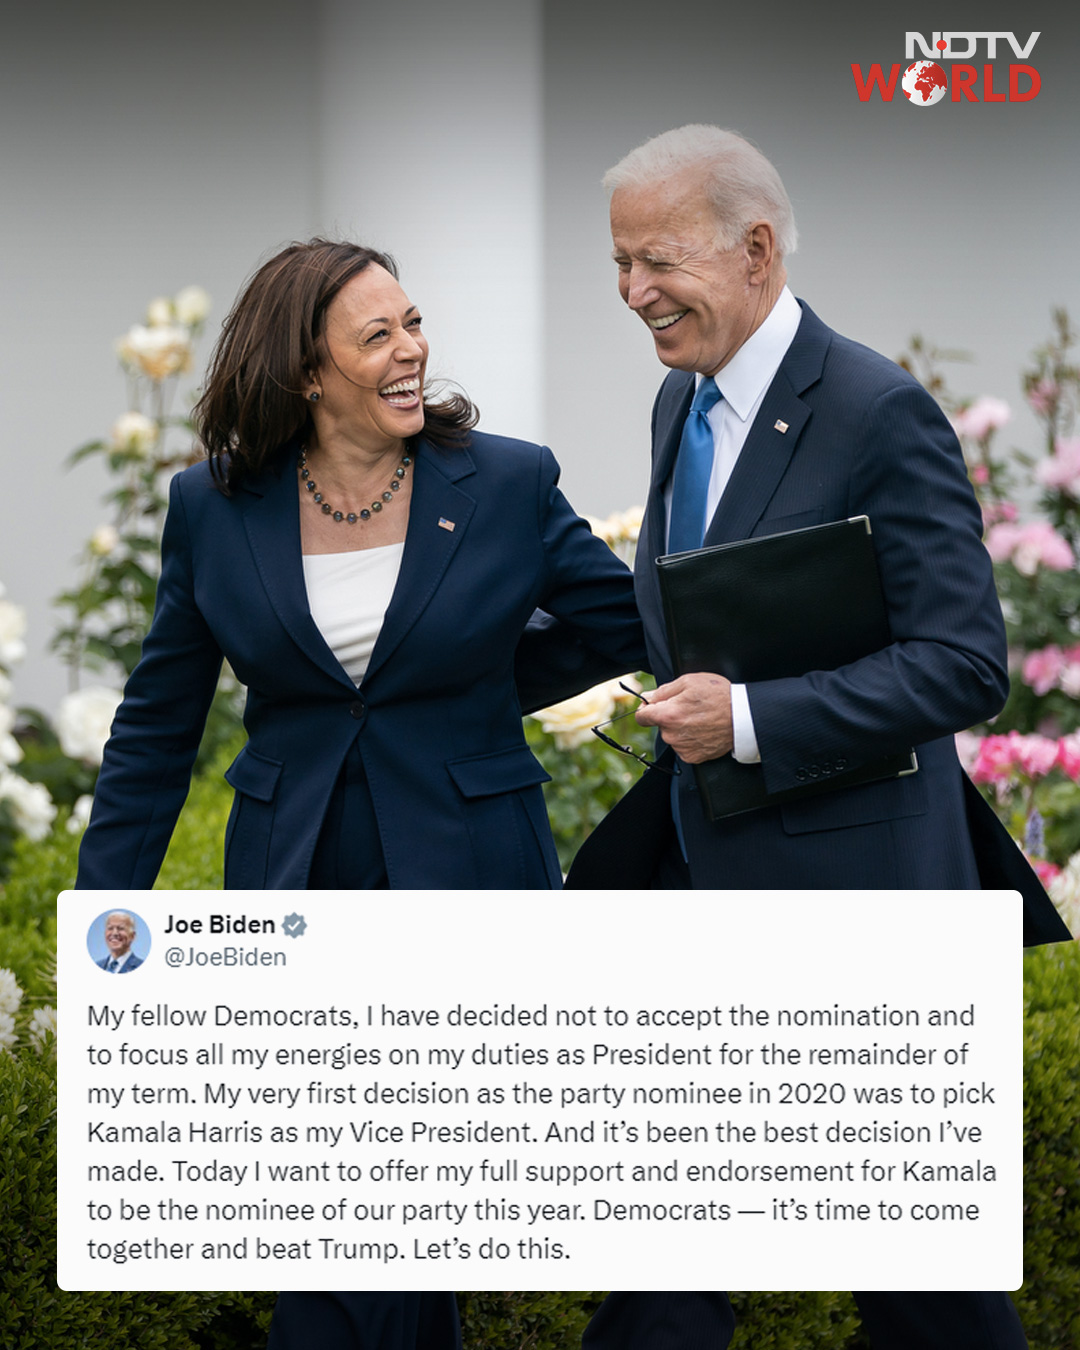 NDTV
WORLD
Joe Biden
@JoeBiden
My fellow Democrats, I have decided not to accept the nomination and
to focus all my energies on my duties as President for the remainder of
my term. My very first decision as the party nominee in 2020 was to pick
Kamala Harris as my Vice President. And it’s been the best decision I’ve
made. Today I want to offer my full support and endorsement for Kamala
to be the nominee of our party this year. Democrats — it’s time to come
together and beat Trump. Let’s do this.